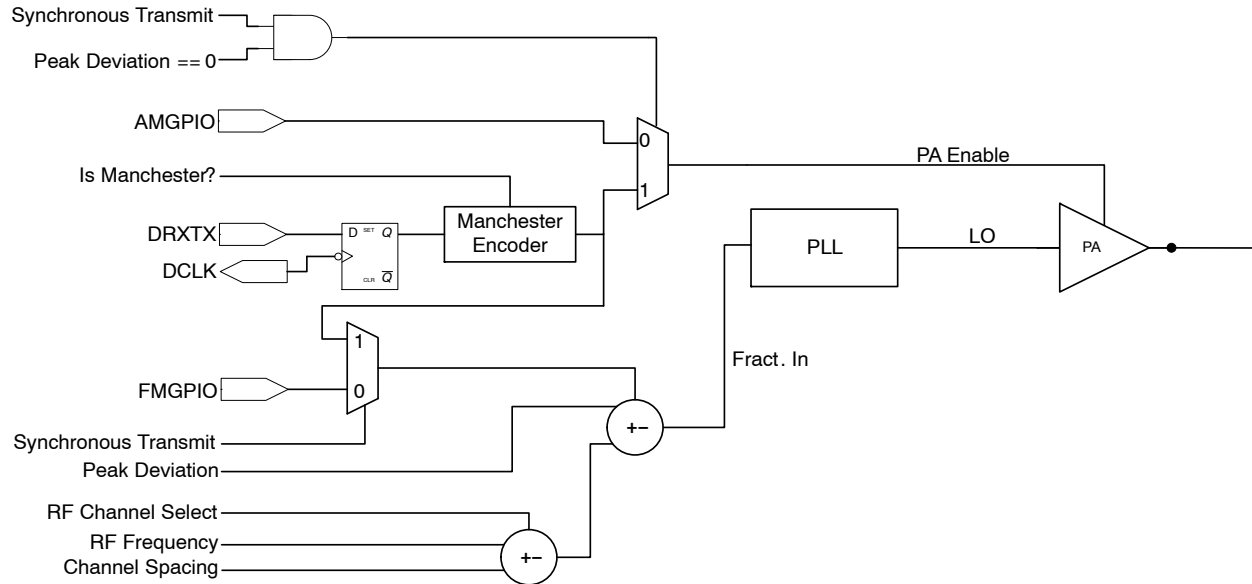 Synchronous Transmit
Peak Deviation == 0
AMGPIO
0
Is Manchester?
1
PA Enable
DRXTX
D SET Q
Manchester
Encoder
PLL
LO
PA
DCLK
CLR Q
1
Fract. In
FMGPIO
0
+-
Synchronous Transmit
Peak Deviation
RF Channel Select
RF Frequency
+-
Channel Spacing